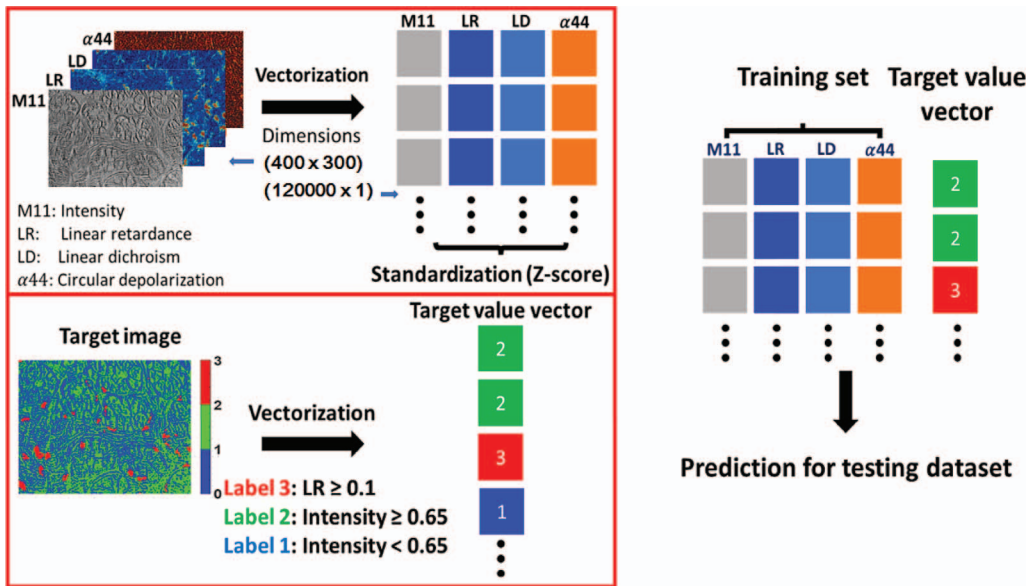 α44
LD
LR
M11
Vectorization
Dimensions
(400 x 300)
(120000 x 1)
M11: Intensity
LR: Linear retardance
LD: Linear dichroism
α44: Circular depolarization
M11 LR LD α44
Standardization (Z-score)
Target image
3
2
1
0
Vectorization
Label 3: LR ≥ 0.1
Label 2: Intensity ≥ 0.65
Label 1: Intensity < 0.65
Target value vector
2
2
3
1
Training set
M11 LR LD α44
Target value
vector
2
2
3
Prediction for testing dataset